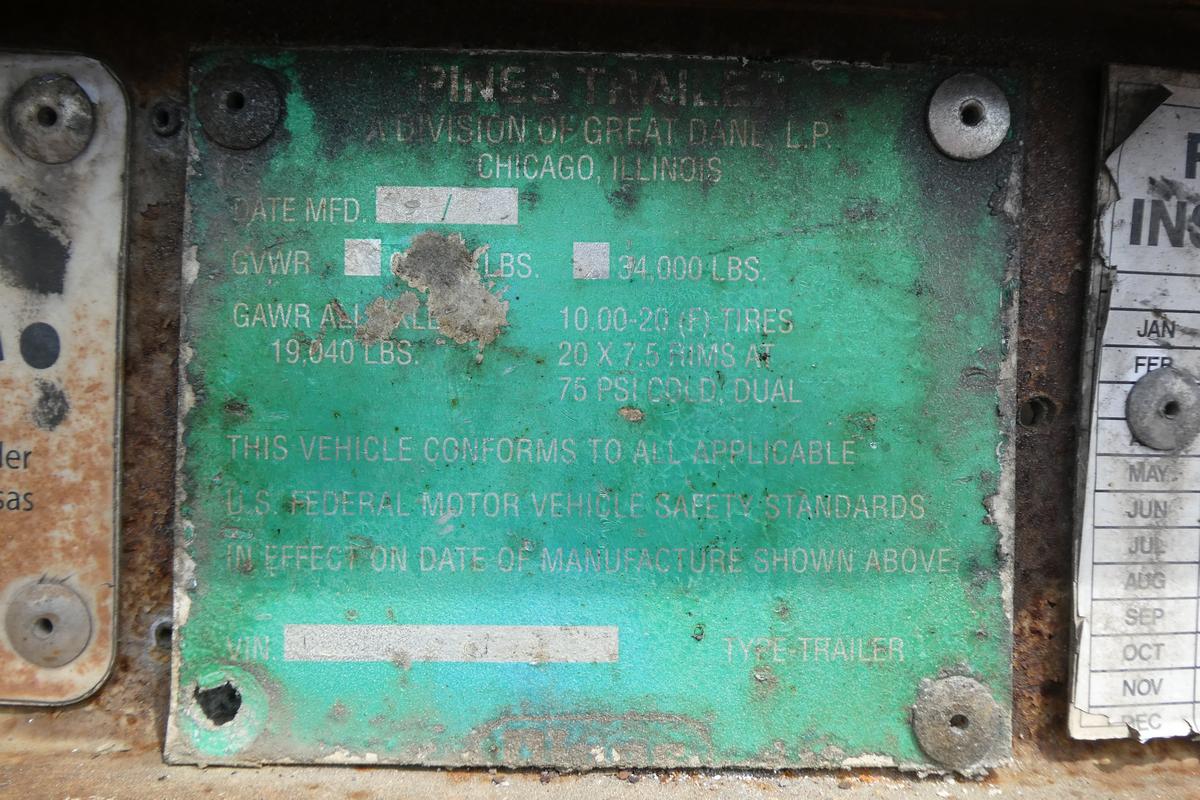 PINES TRAILER
A DIVISION OF GREAT DANE, L.P.
CHICAGO, ILLINOIS
DATE MFD. /
GVWR LBS. 34,000 LBS.
GAWR ALL AXLE
19,040 LBS.
10.00-20 (F) TIRES
20 X 7.5 RIMS AT
75 PSI COLD, DUAL
THIS VEHICLE CONFORMS TO ALL APPLICABLE
U.S. FEDERAL MOTOR VEHICLE SAFETY STANDARDS
IN EFFECT ON DATE OF MANUFACTURE SHOWN ABOVE
VIN TYPE-TRAILER
JAN
FEB
MAY
JUN
JUL
AUG
SEP
OCT
NOV
DEC